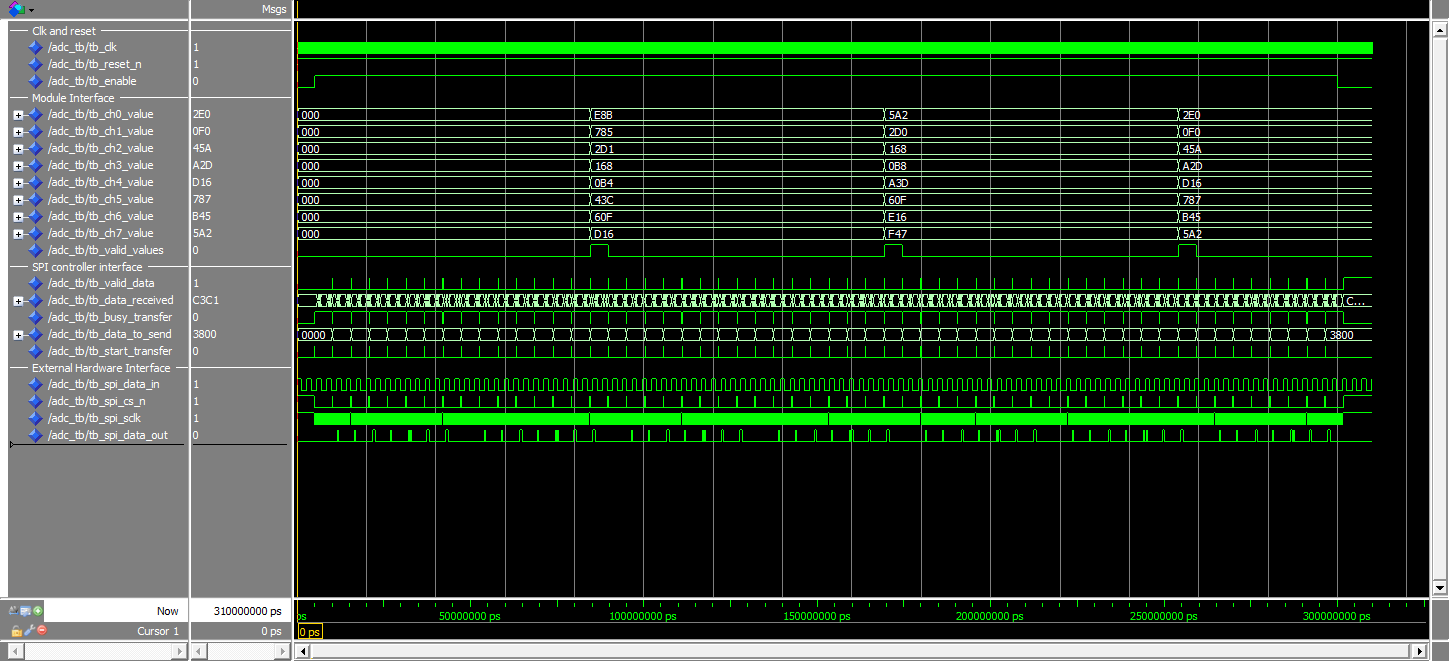 Msgs
Clk and reset
/adc_tb/tb_clk 1
/adc_tb/tb_reset_n 1
/adc_tb/tb_enable 0
Module Interface
/adc_tb/tb_ch0_value 2E0 000 E8B 5A2 2E0
/adc_tb/tb_ch1_value 0F0 000 785 2D0 0F0
/adc_tb/tb_ch2_value 45A 000 2D1 168 45A
/adc_tb/tb_ch3_value A2D 000 168 0B8 A2D
/adc_tb/tb_ch4_value D16 000 0B4 A3D D16
/adc_tb/tb_ch5_value 787 000 43C 60F 787
/adc_tb/tb_ch6_value B45 000 60F E16 B45
/adc_tb/tb_ch7_value 5A2 000 D16 F47 5A2
/adc_tb/tb_valid_values 0
SPI controller interface
/adc_tb/tb_valid_data 1
/adc_tb/tb_data_received C3C1 C...
/adc_tb/tb_busy_transfer 0
/adc_tb/tb_data_to_send 3800 0000 3800
/adc_tb/tb_start_transfer 0
External Hardware Interface
/adc_tb/tb_spi_data_in 1
/adc_tb/tb_spi_cs_n 1
/adc_tb/tb_spi_sclk 1
/adc_tb/tb_spi_data_out 0
Now 310000000 ps ps 50000000 ps 100000000 ps 150000000 ps 200000000 ps 250000000 ps 300000000 ps
Cursor 1 0 ps 0 ps